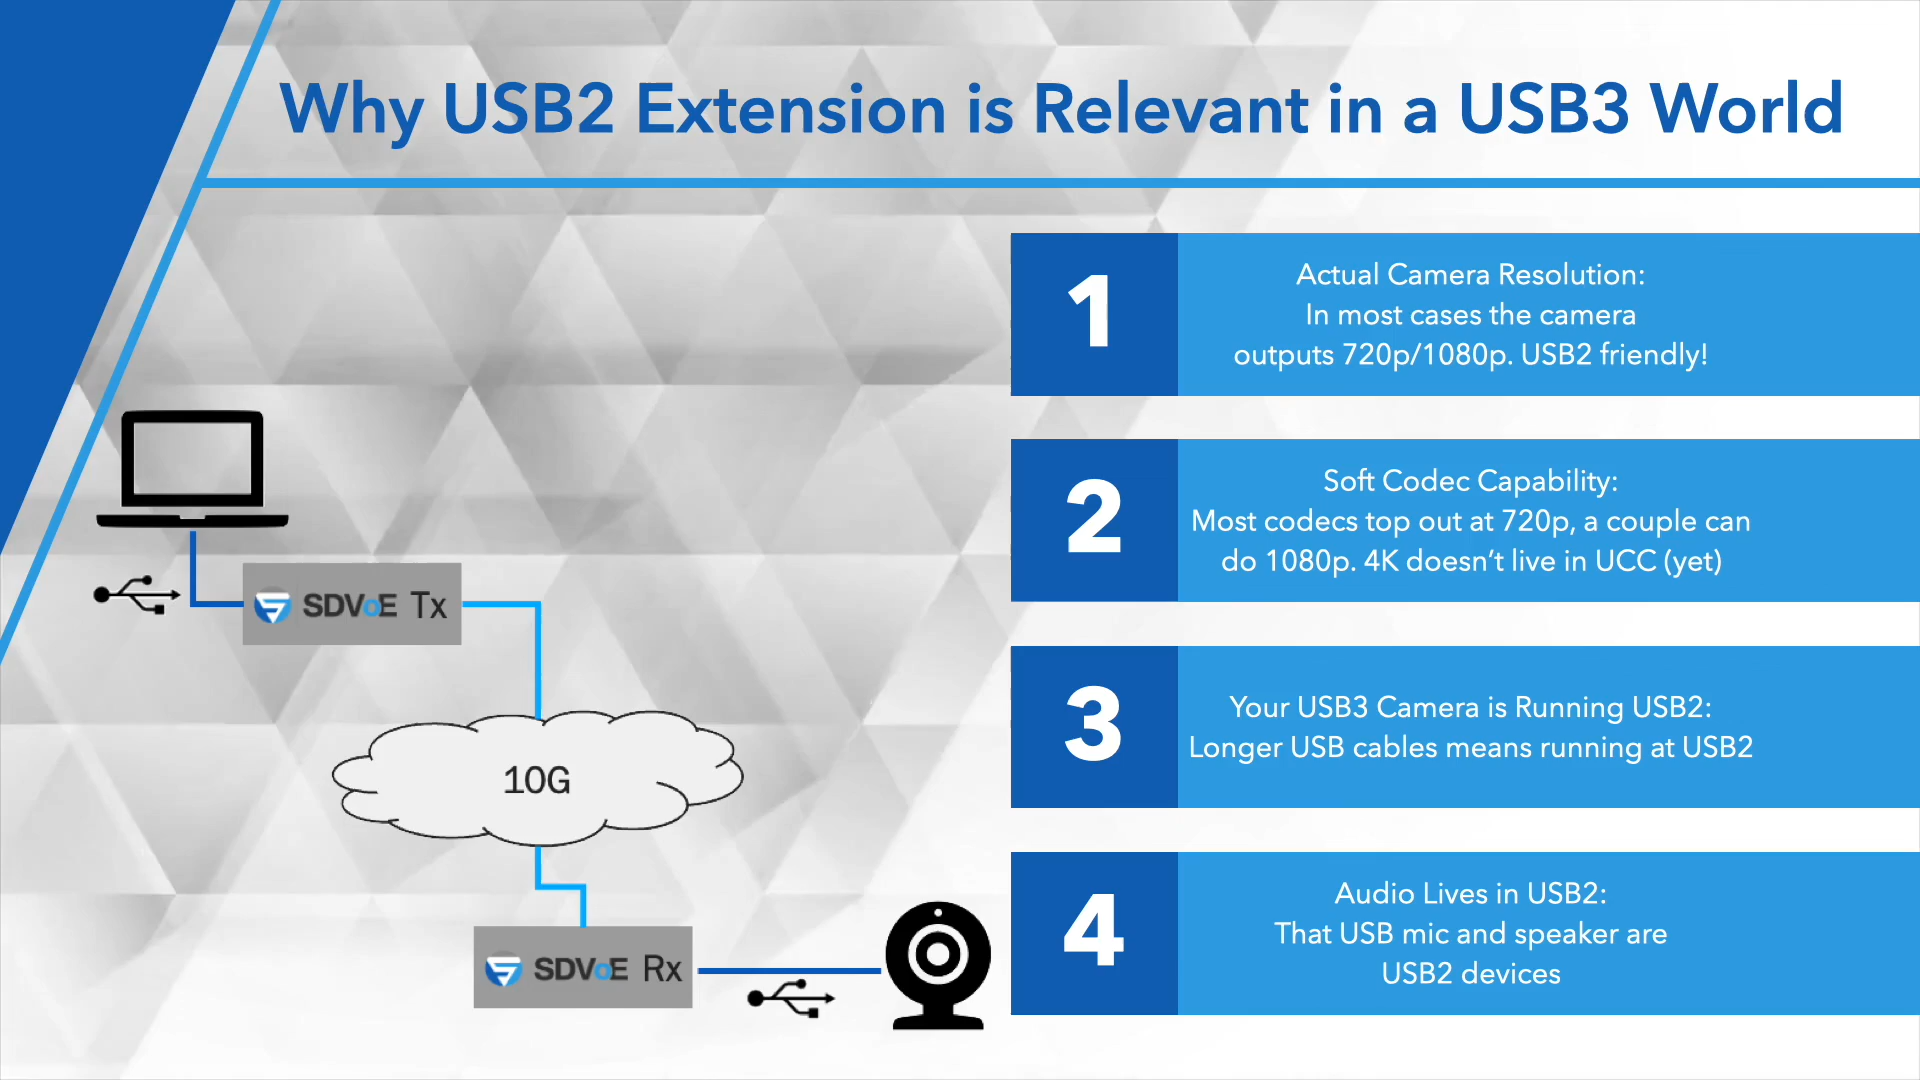 Why USB2 Extension is Relevant in a USB3 World
1
Actual Camera Resolution:
In most cases the camera
outputs 720p/1080p. USB2 friendly!
2
Soft Codec Capability:
Most codecs top out at 720p, a couple can
do 1080p. 4K doesn’t live in UCC (yet)
3
Your USB3 Camera is Running USB2:
Longer USB cables means running at USB2
4
Audio Lives in USB2:
That USB mic and speaker are
USB2 devices
SDVoE Tx
10G
SDVoE Rx